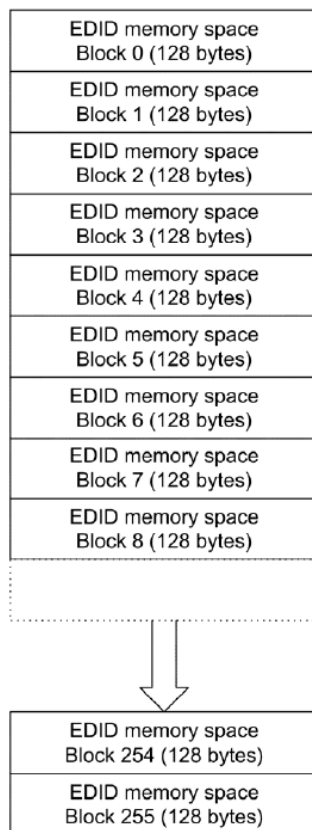 EDID memory space
Block 0 (128 bytes)
EDID memory space
Block 1 (128 bytes)
EDID memory space
Block 2 (128 bytes)
EDID memory space
Block 3 (128 bytes)
EDID memory space
Block 4 (128 bytes)
EDID memory space
Block 5 (128 bytes)
EDID memory space
Block 6 (128 bytes)
EDID memory space
Block 7 (128 bytes)
EDID memory space
Block 8 (128 bytes)
EDID memory space
Block 254 (128 bytes)
EDID memory space
Block 255 (128 bytes)